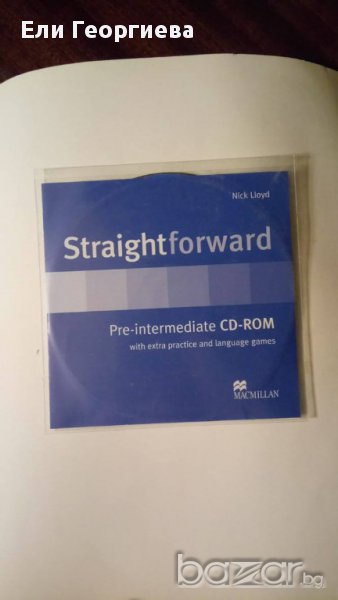 Ели Георгиева
Nick Lloyd
Straightforward
Pre-intermediate CD-ROM
with extra practice and language games
MACMILLAN
bazar.bg